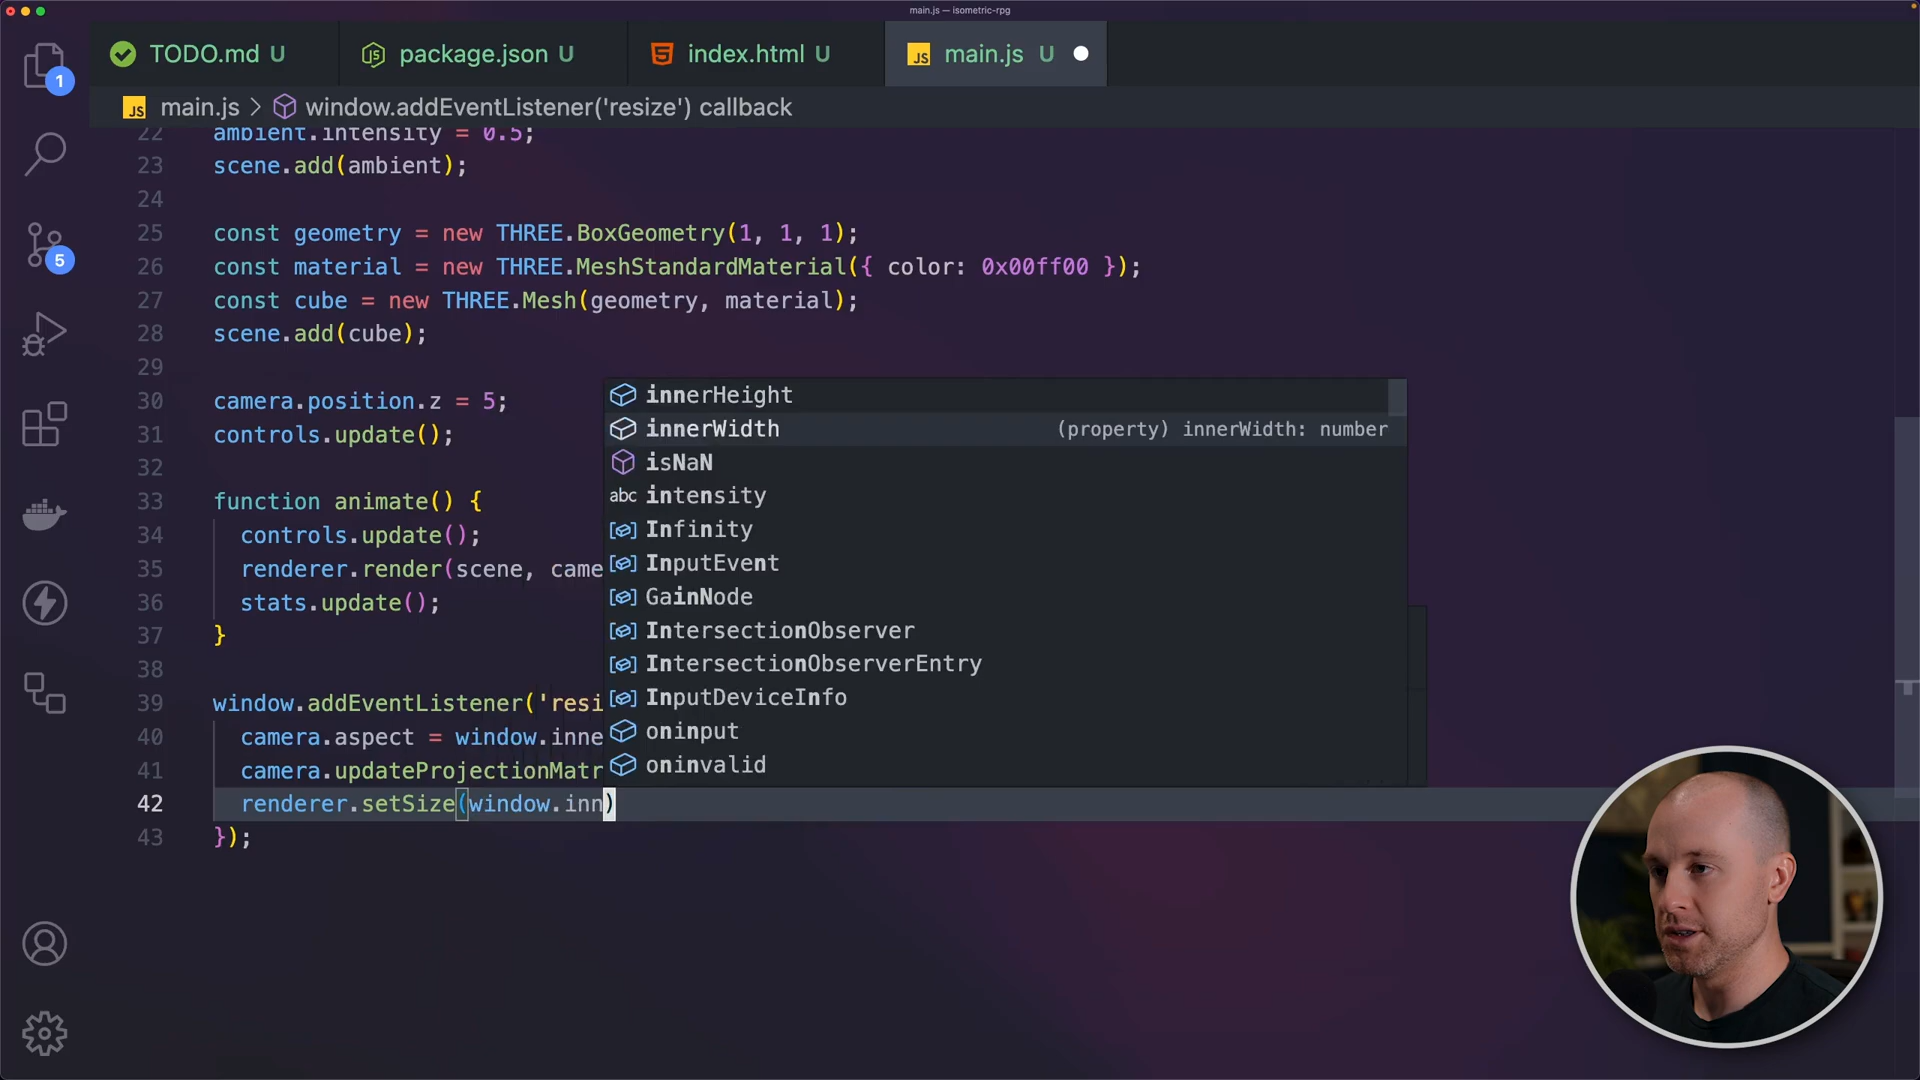 main.js — isometric-rpg
TODO.md U
package.json U
index.html U
JS main.js U
1
JS main.js > window.addEventListener('resize') callback
22 ambient.intensity = 0.5;
23 scene.add(ambient);
24
25 const geometry = new THREE.BoxGeometry(1, 1, 1);
26 const material = new THREE.MeshStandardMaterial({ color: 0x00ff00 });
27 const cube = new THREE.Mesh(geometry, material);
28 scene.add(cube);
29
30 camera.position.z = 5;
31 controls.update();
32
33 function animate() {
34 controls.update();
35 renderer.render(scene, came
36 stats.update();
37 }
38
39 window.addEventListener('resi
40 camera.aspect = window.inne
41 camera.updateProjectionMatr
42 renderer.setSize(window.inn)
43 });
innerHeight
innerWidth (property) innerWidth: number
isNaN
abc intensity
Infinity
InputEvent
GainNode
IntersectionObserver
IntersectionObserverEntry
InputDeviceInfo
oninput
oninvalid
5